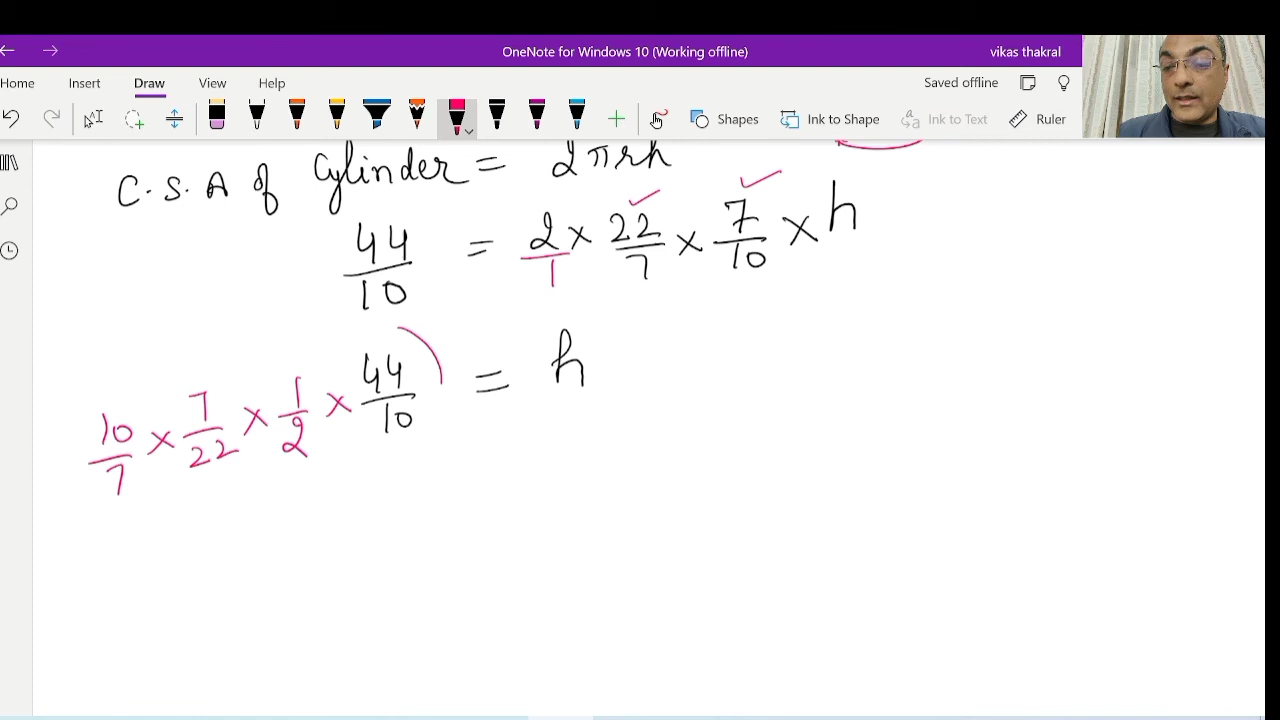 OneNote for Windows 10 (Working offline) vikas thakral
Home Insert Draw View Help Saved offline
Shapes Ink to Shape Ink to Text Ruler
C.S.A of Cylinder = 2πrh
44/10 = 2/1 × 22/7 × 7/10 × h
10/7 × 7/22 × 1/2 × 44/10 = h